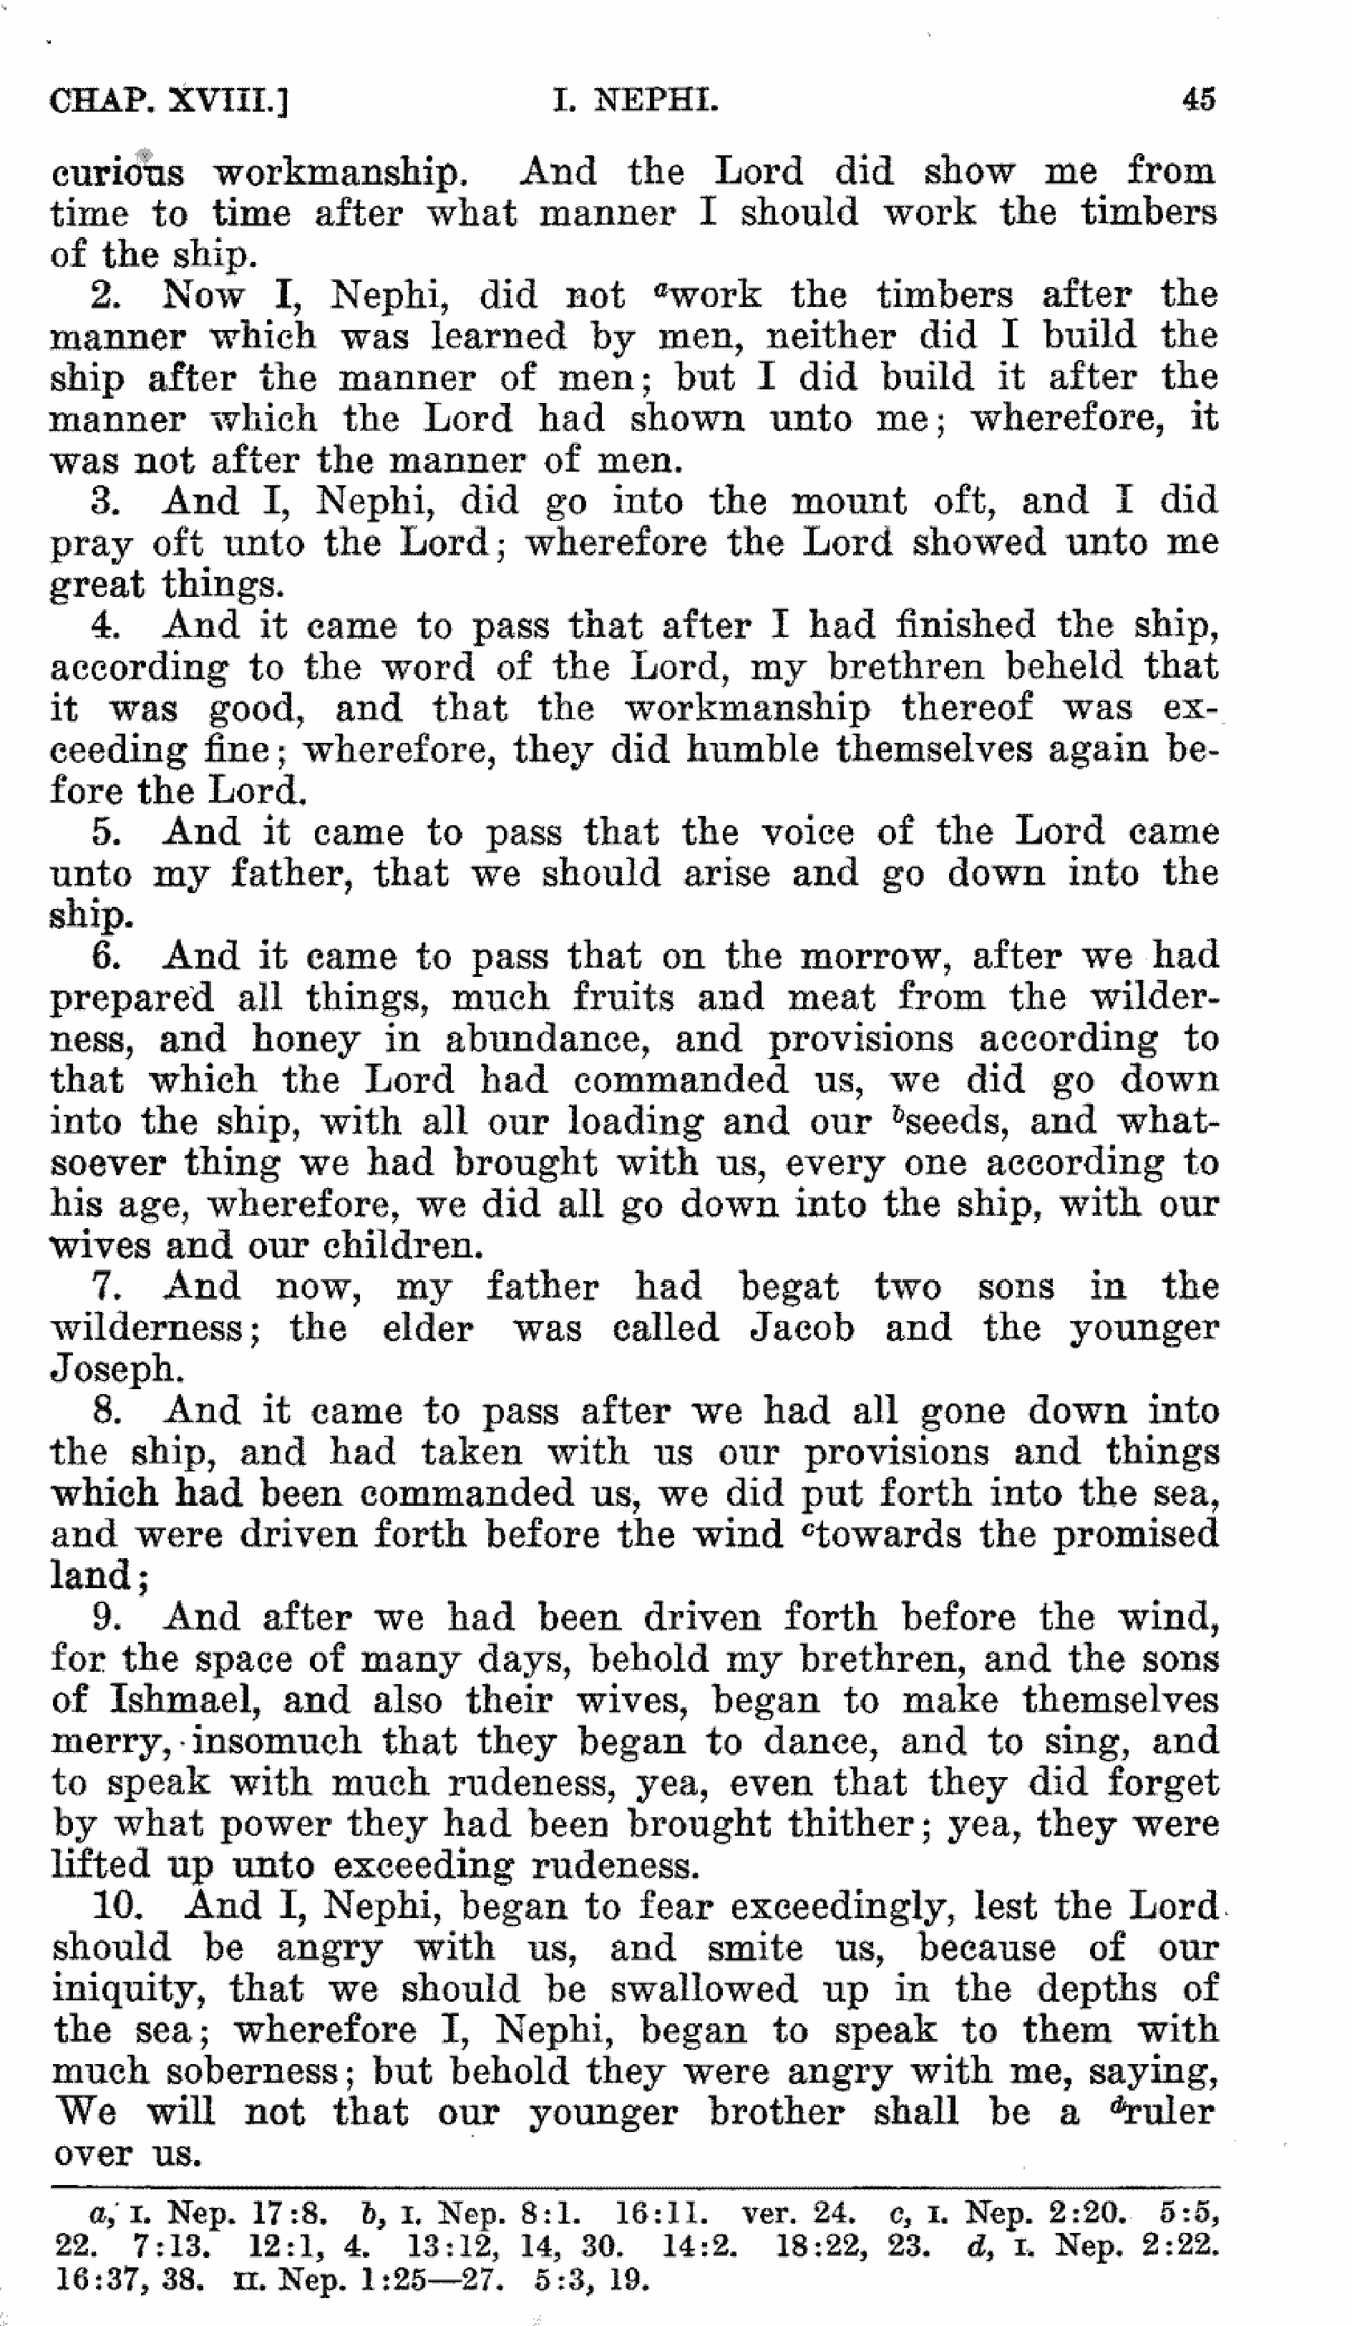 CHAP. XVIII.] I. NEPHI. 45
curious workmanship. And the Lord did show me from
time to time after what manner I should work the timbers
of the ship.
2. Now I, Nephi, did not ᵃwork the timbers after the
manner which was learned by men, neither did I build the
ship after the manner of men; but I did build it after the
manner which the Lord had shown unto me; wherefore, it
was not after the manner of men.
3. And I, Nephi, did go into the mount oft, and I did
pray oft unto the Lord; wherefore the Lord showed unto me
great things.
4. And it came to pass that after I had finished the ship,
according to the word of the Lord, my brethren beheld that
it was good, and that the workmanship thereof was ex-
ceeding fine; wherefore, they did humble themselves again be-
fore the Lord.
5. And it came to pass that the voice of the Lord came
unto my father, that we should arise and go down into the
ship.
6. And it came to pass that on the morrow, after we had
prepared all things, much fruits and meat from the wilder-
ness, and honey in abundance, and provisions according to
that which the Lord had commanded us, we did go down
into the ship, with all our loading and our ᵇseeds, and what-
soever thing we had brought with us, every one according to
his age, wherefore, we did all go down into the ship, with our
wives and our children.
7. And now, my father had begat two sons in the
wilderness; the elder was called Jacob and the younger
Joseph.
8. And it came to pass after we had all gone down into
the ship, and had taken with us our provisions and things
which had been commanded us, we did put forth into the sea,
and were driven forth before the wind ᶜtowards the promised
land;
9. And after we had been driven forth before the wind,
for the space of many days, behold my brethren, and the sons
of Ishmael, and also their wives, began to make themselves
merry, insomuch that they began to dance, and to sing, and
to speak with much rudeness, yea, even that they did forget
by what power they had been brought thither; yea, they were
lifted up unto exceeding rudeness.
10. And I, Nephi, began to fear exceedingly, lest the Lord
should be angry with us, and smite us, because of our
iniquity, that we should be swallowed up in the depths of
the sea; wherefore I, Nephi, began to speak to them with
much soberness; but behold they were angry with me, saying,
We will not that our younger brother shall be a ᵈruler
over us.
a, I. Nep. 17:8. b, I. Nep. 8:1. 16:11. ver. 24. c, I. Nep. 2:20. 5:5,
22. 7:13. 12:1, 4. 13:12, 14, 30. 14:2. 18:22, 23. d, I. Nep. 2:22.
16:37, 38. II. Nep. 1:25—27. 5:3, 19.